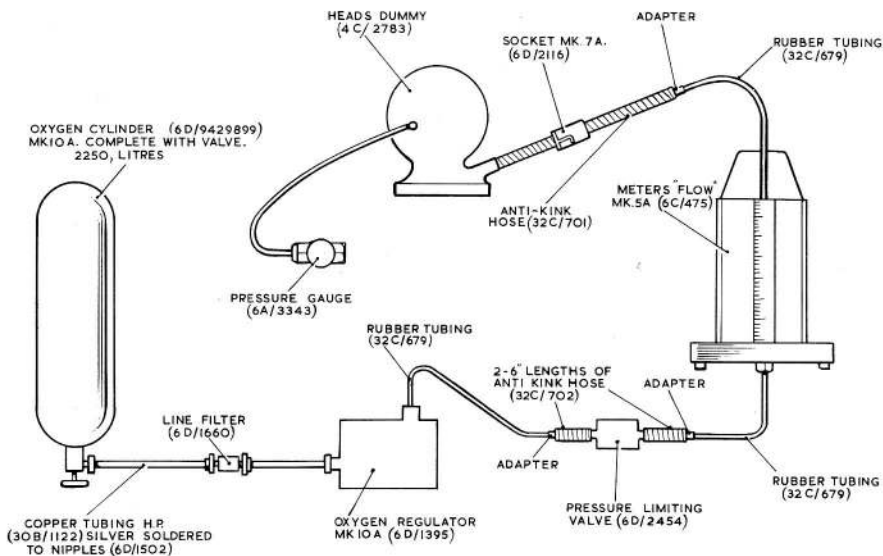 HEADS DUMMY
(4C/2783)
SOCKET MK.7A.
(6D/2116)
ADAPTER
RUBBER TUBING
(32C/679)
OXYGEN CYLINDER (6D/9429899)
MK10A. COMPLETE WITH VALVE.
2250, LITRES
METERS "FLOW"
MK.5A (6C/475)
ANTI-KINK
HOSE (32C/701)
PRESSURE GAUGE
(6A/3343)
RUBBER TUBING
(32C/679)
2-6" LENGTHS OF
ANTI KINK HOSE
(32C/702)
ADAPTER
LINE FILTER
(6D/1660)
ADAPTER
RUBBER TUBING
(32C/679)
COPPER TUBING H.P.
(30B/1122) SILVER SOLDERED
TO NIPPLES (6D/1502)
OXYGEN REGULATOR
MK10A (6D/1395)
PRESSURE LIMITING
VALVE (6D/2454)